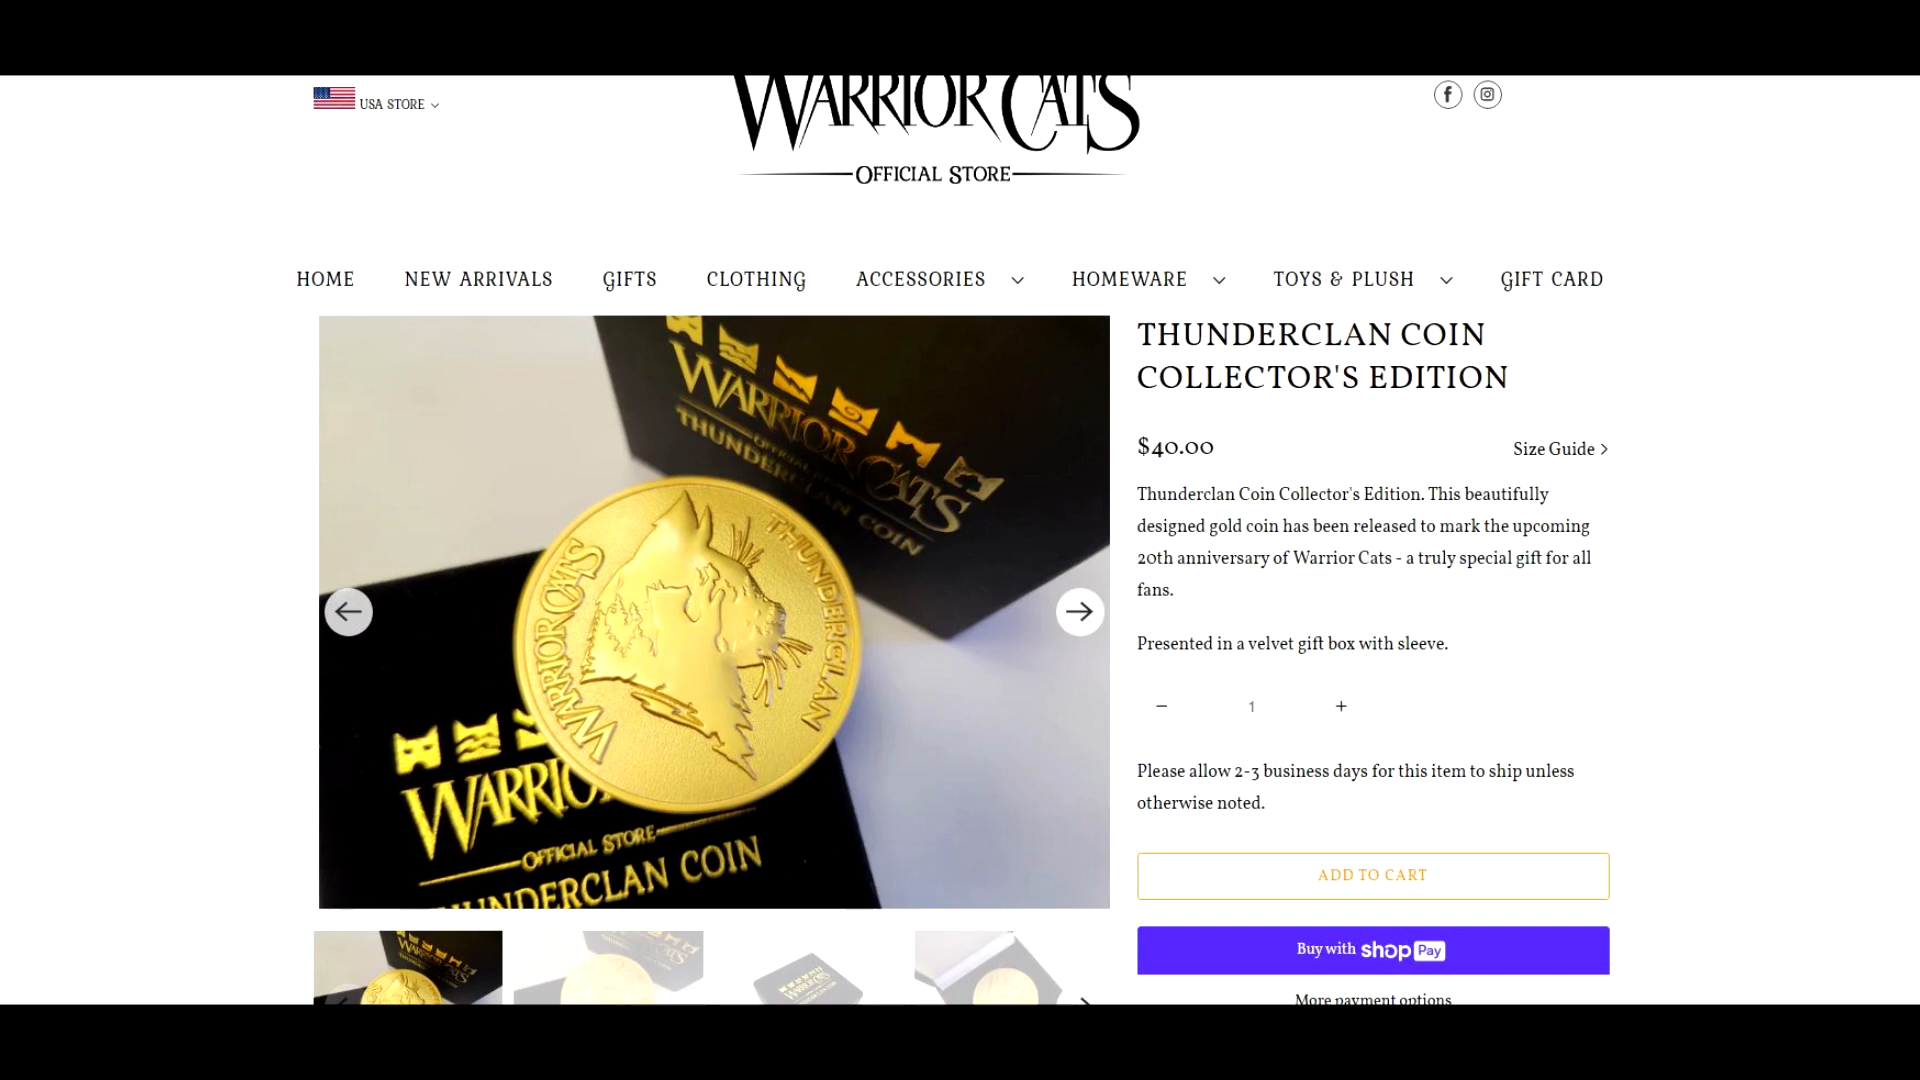 WARRIOR CATS
OFFICIAL STORE
USA STORE
HOME NEW ARRIVALS GIFTS CLOTHING ACCESSORIES HOMEWARE TOYS & PLUSH GIFT CARD
WARRIOR CATS
OFFICIAL
THUNDERCLAN COIN
WARRIOR CATS
THUNDERCLAN
OFFICIAL STORE
THUNDERCLAN COIN
THUNDERCLAN COIN
COLLECTOR'S EDITION
$40.00
Size Guide
Thunderclan Coin Collector's Edition. This beautifully
designed gold coin has been released to mark the upcoming
20th anniversary of Warrior Cats - a truly special gift for all
fans.
Presented in a velvet gift box with sleeve.
− 1 +
Please allow 2-3 business days for this item to ship unless
otherwise noted.
ADD TO CART
Buy with shop Pay
More payment options